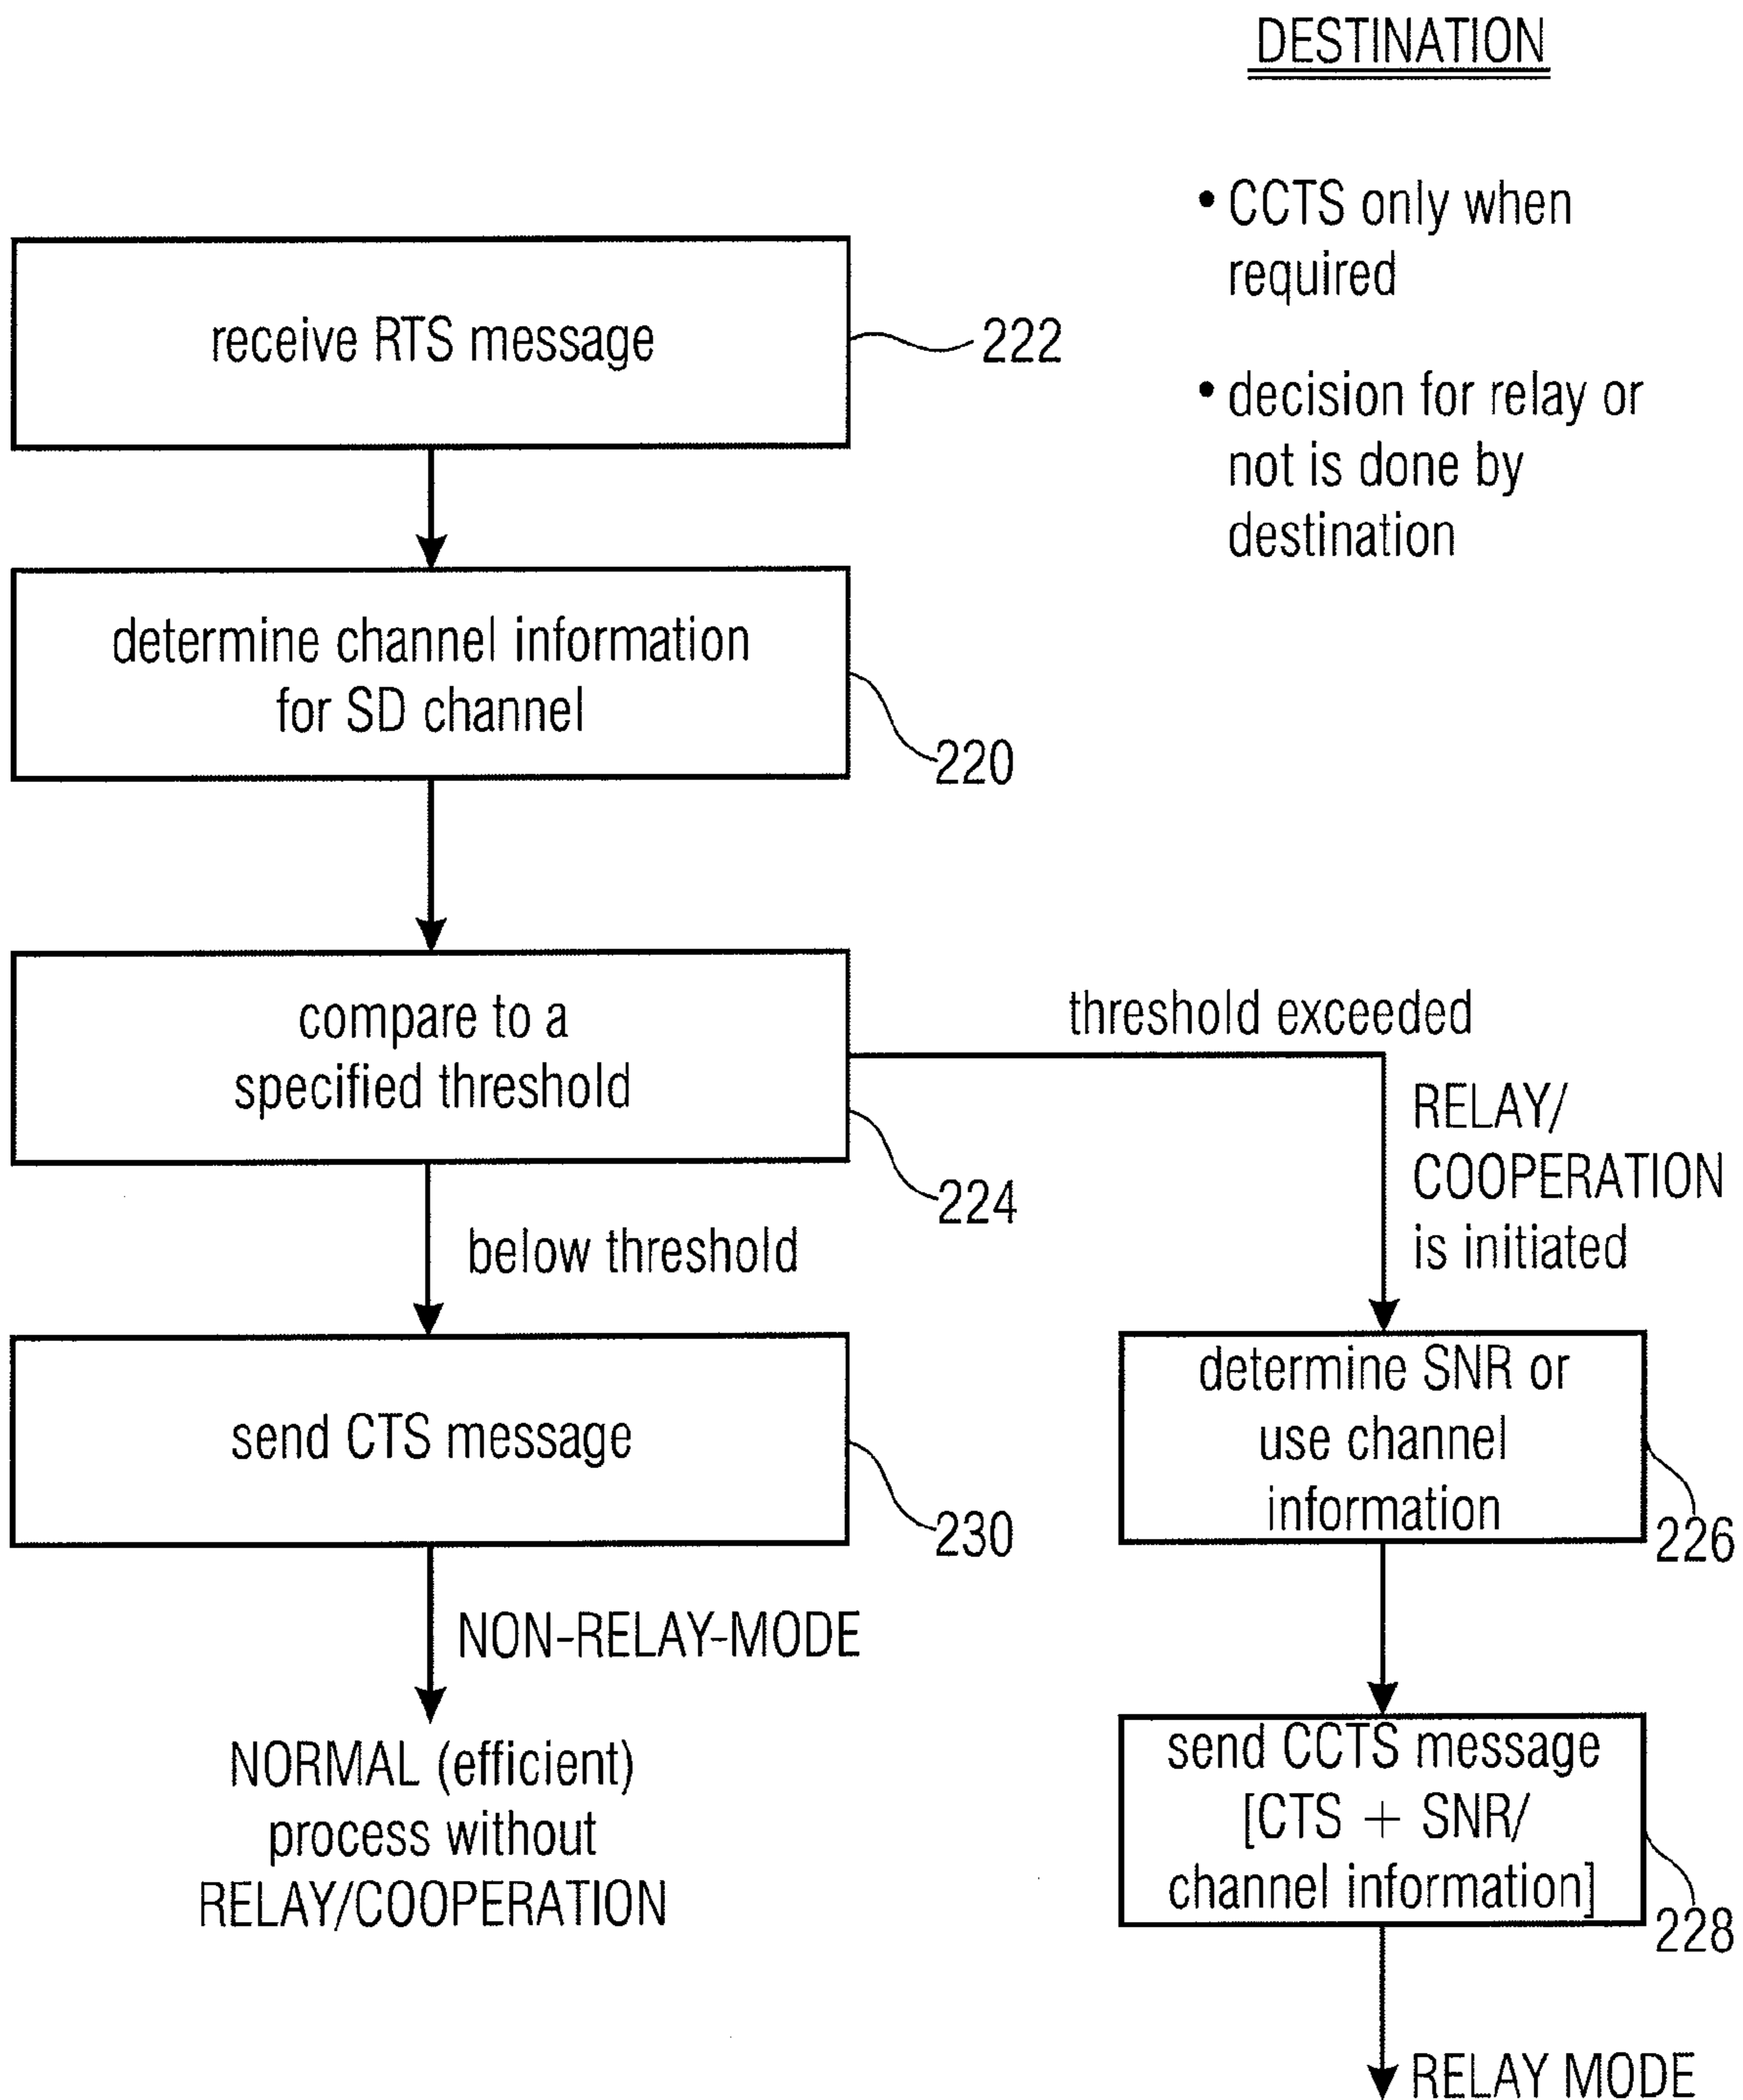 DESTINATION
• CCTS only when
required
• decision for relay or
not is done by
destination
receive RTS message
222
determine channel information
for SD channel
220
compare to a
specified threshold
224
threshold exceeded
RELAY/
COOPERATION
is initiated
below threshold
send CTS message
230
determine SNR or
use channel
information
226
NON-RELAY-MODE
NORMAL (efficient)
process without
RELAY/COOPERATION
send CCTS message
[CTS + SNR/
channel information]
228
RELAY MODE